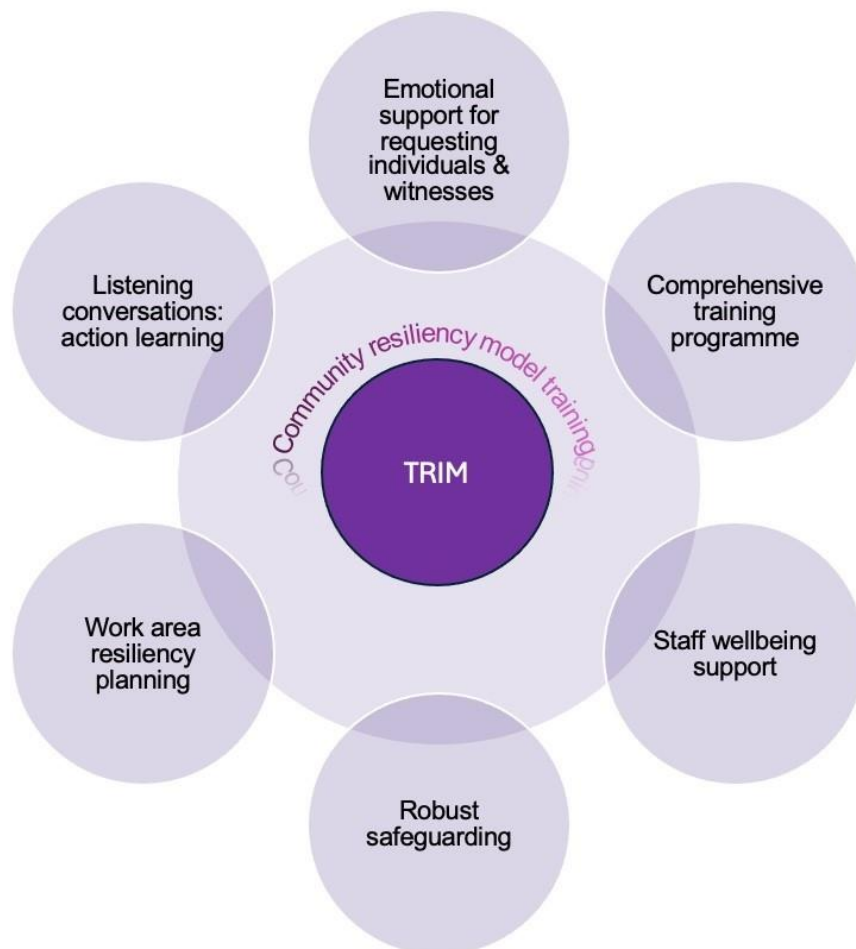 Emotional
support for
requesting
individuals &
witnesses
Listening
conversations:
action learning
Comprehensive
training
programme
Community resiliency model training
TRIM
Work area
resiliency
planning
Staff wellbeing
support
Robust
safeguarding